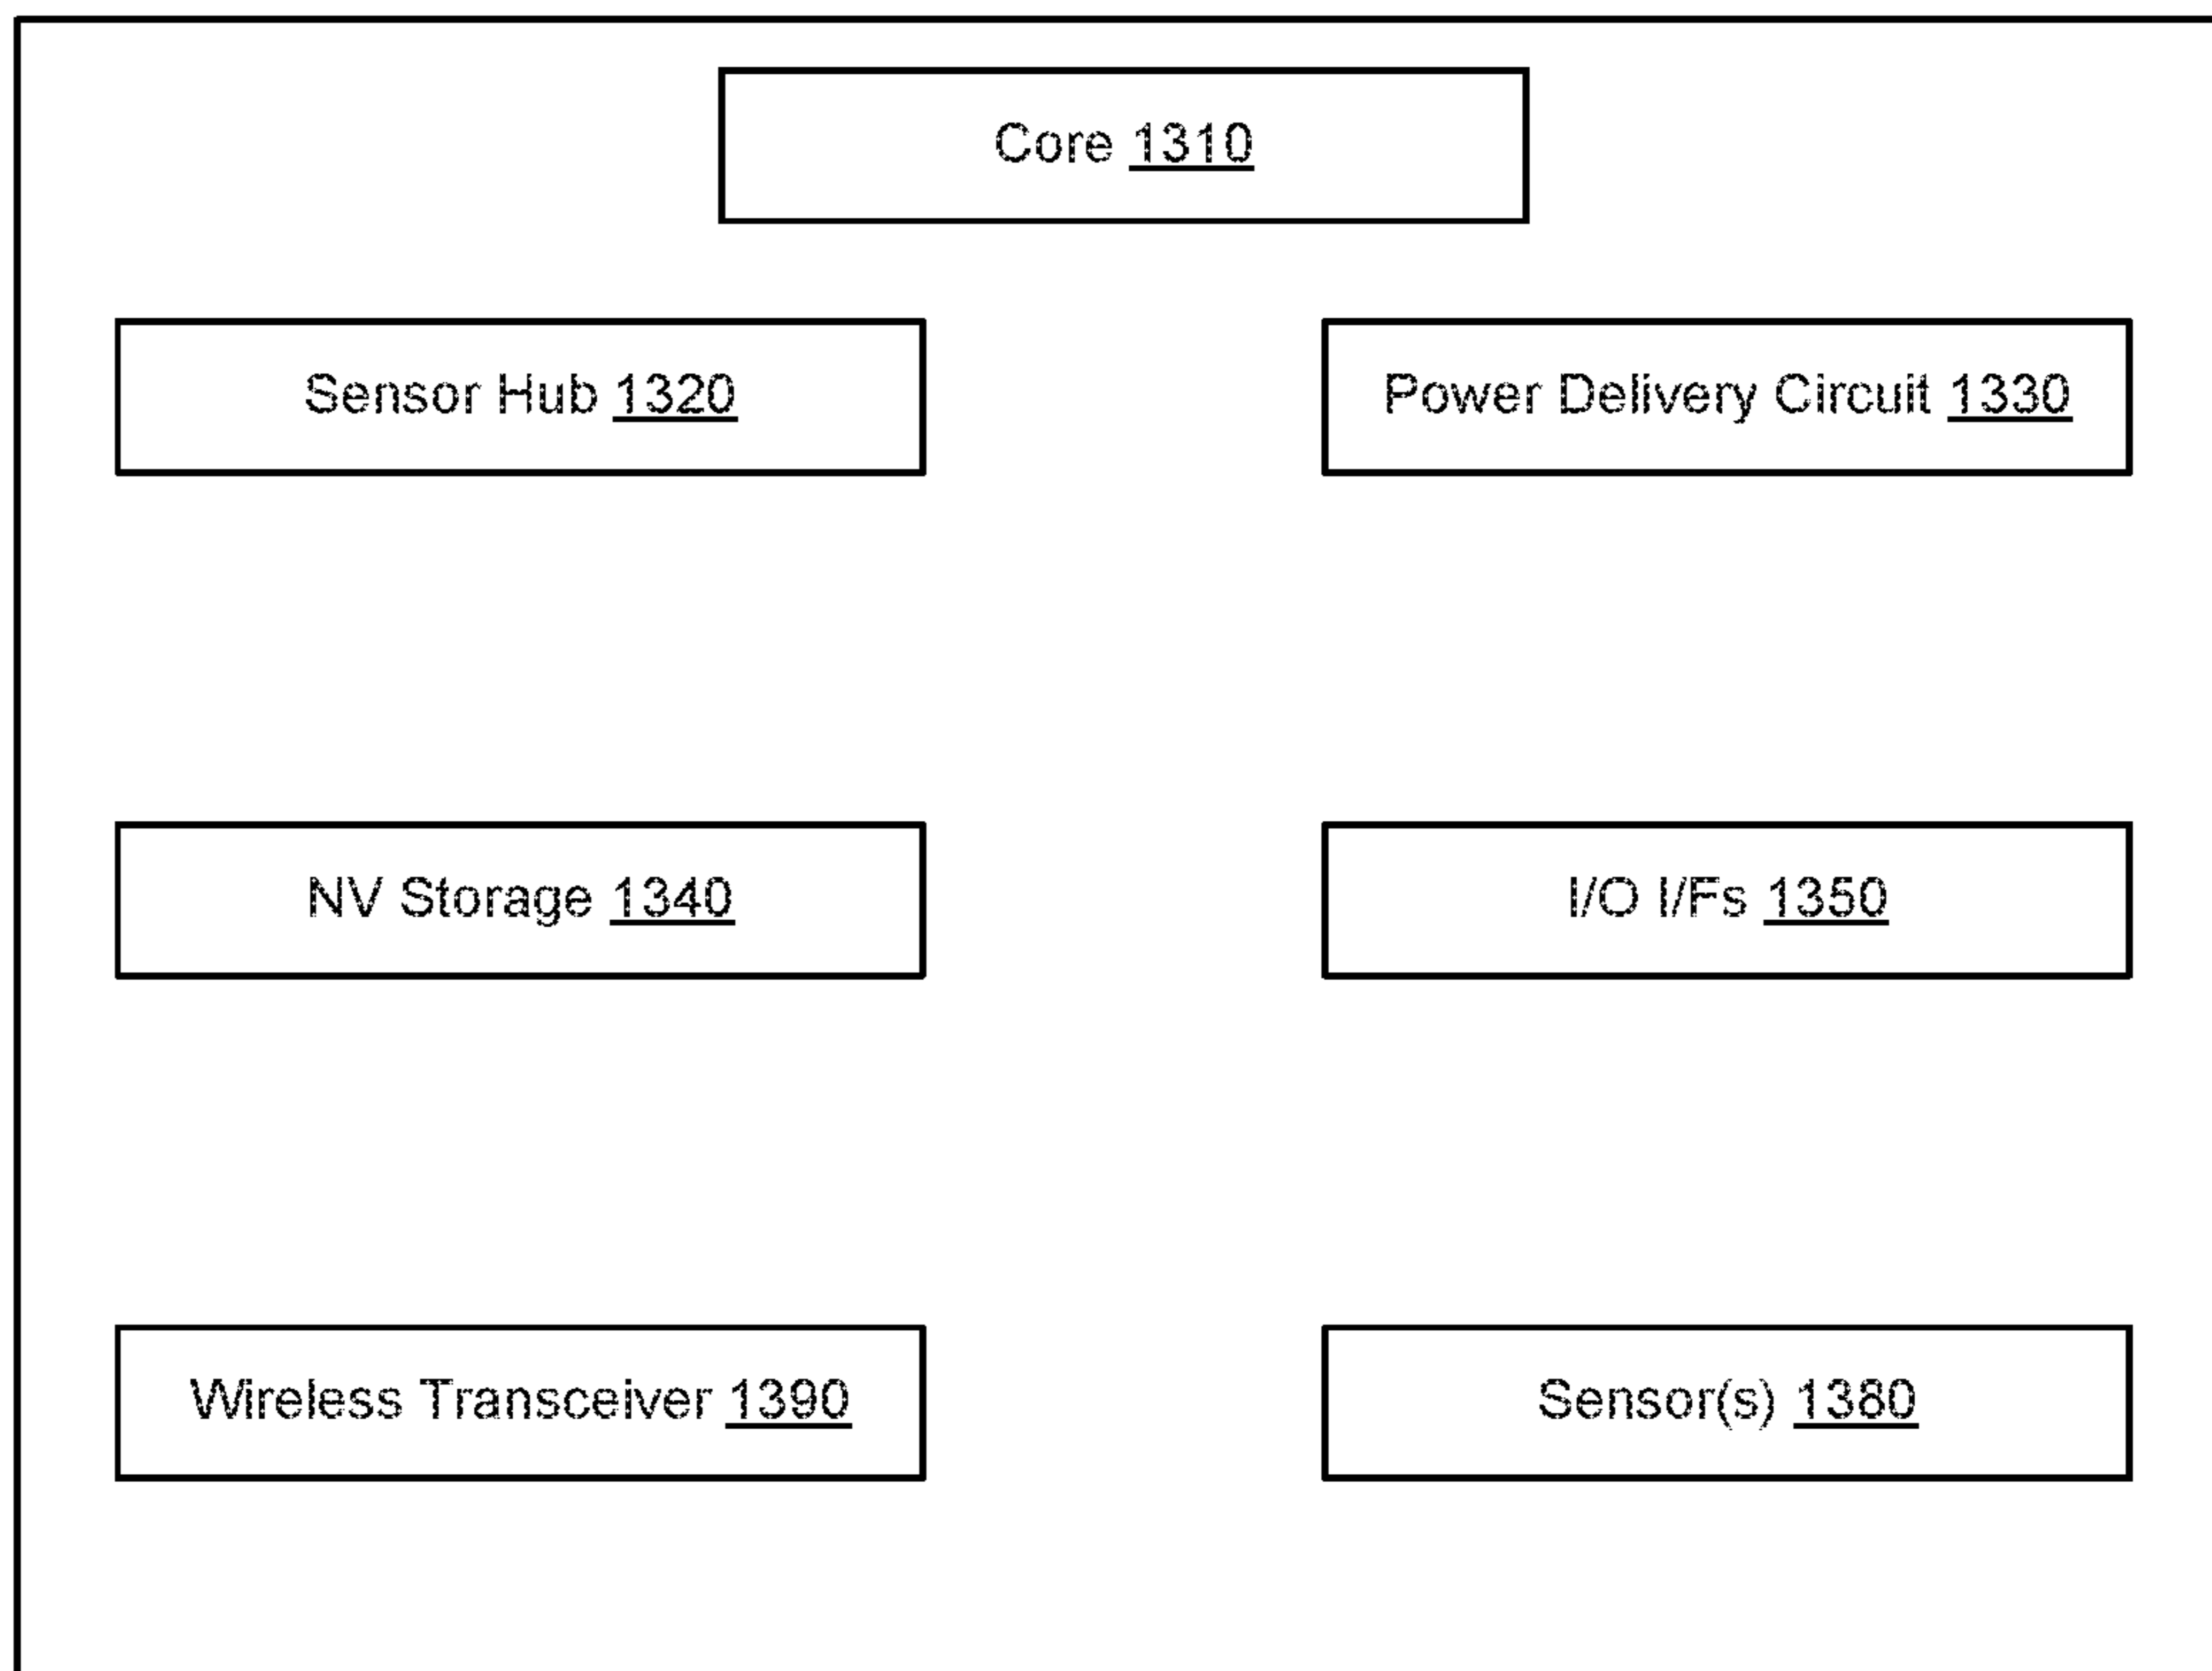 Core 1310
Sensor Hub 1320
Power Delivery Circuit 1330
NV Storage 1340
I/O I/Fs 1350
Wireless Transceiver 1390
Sensor(s) 1380